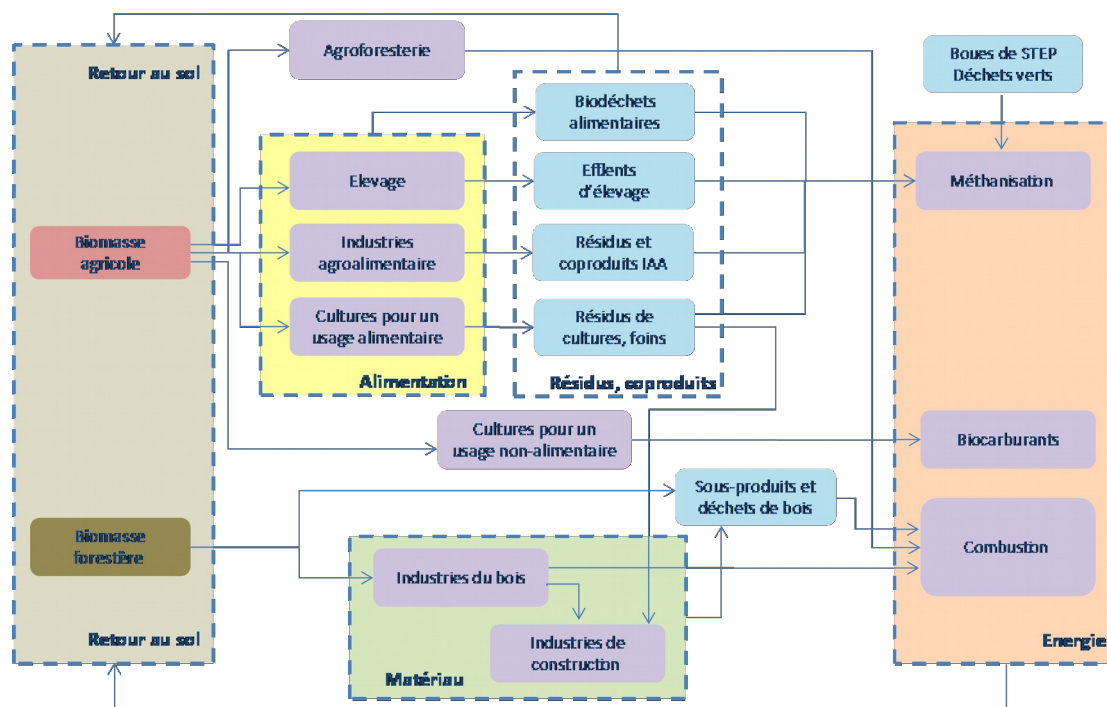 Retour au sol
Agroforesterie
Boues de STEP
Déchets verts
Biodéchets
alimentaires
Elevage
Effluents
d'élevage
Méthanisation
Biomasse
agricole
Industries
agroalimentaire
Résidus et
coproduits IAA
Cultures pour un
usage alimentaire
Résidus de
cultures, foins
Alimentation
Résidus, coproduits
Cultures pour un
usage non-alimentaire
Biocarburants
Sous-produits et
déchets de bois
Biomasse
forestière
Industries du bois
Combustion
Industries de
construction
Retour au sol
Matériau
Energie